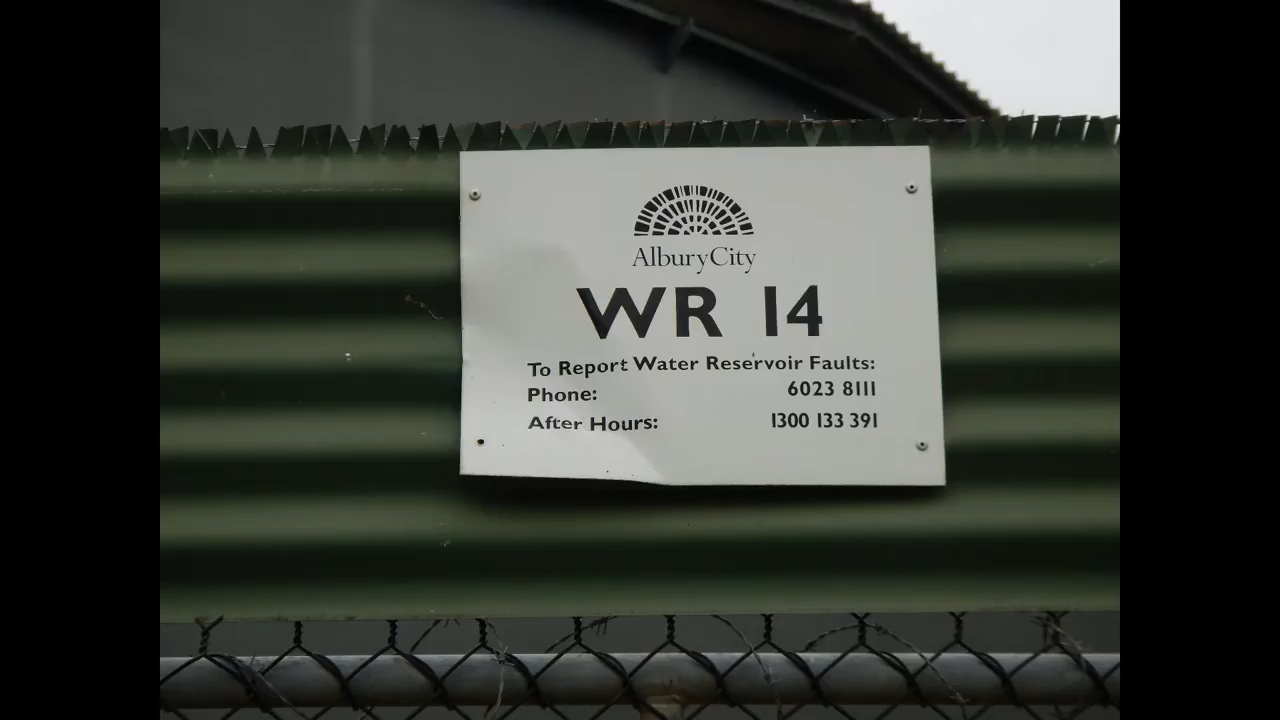 AlburyCity
WR 14
To Report Water Reservoir Faults:
Phone: 6023 8111
After Hours: 1300 133 391